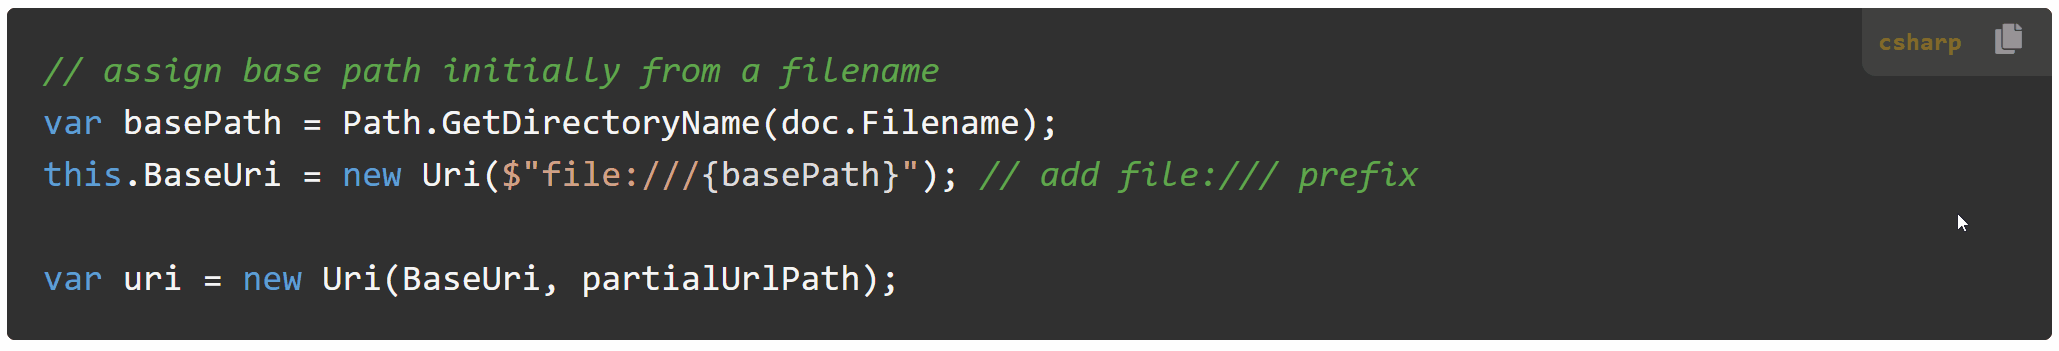 csharp
// assign base path initially from a filename
var basePath = Path.GetDirectoryName(doc.Filename);
this.BaseUri = new Uri($"file:///{basePath}"); // add file:/// prefix
var uri = new Uri(BaseUri, partialUrlPath);